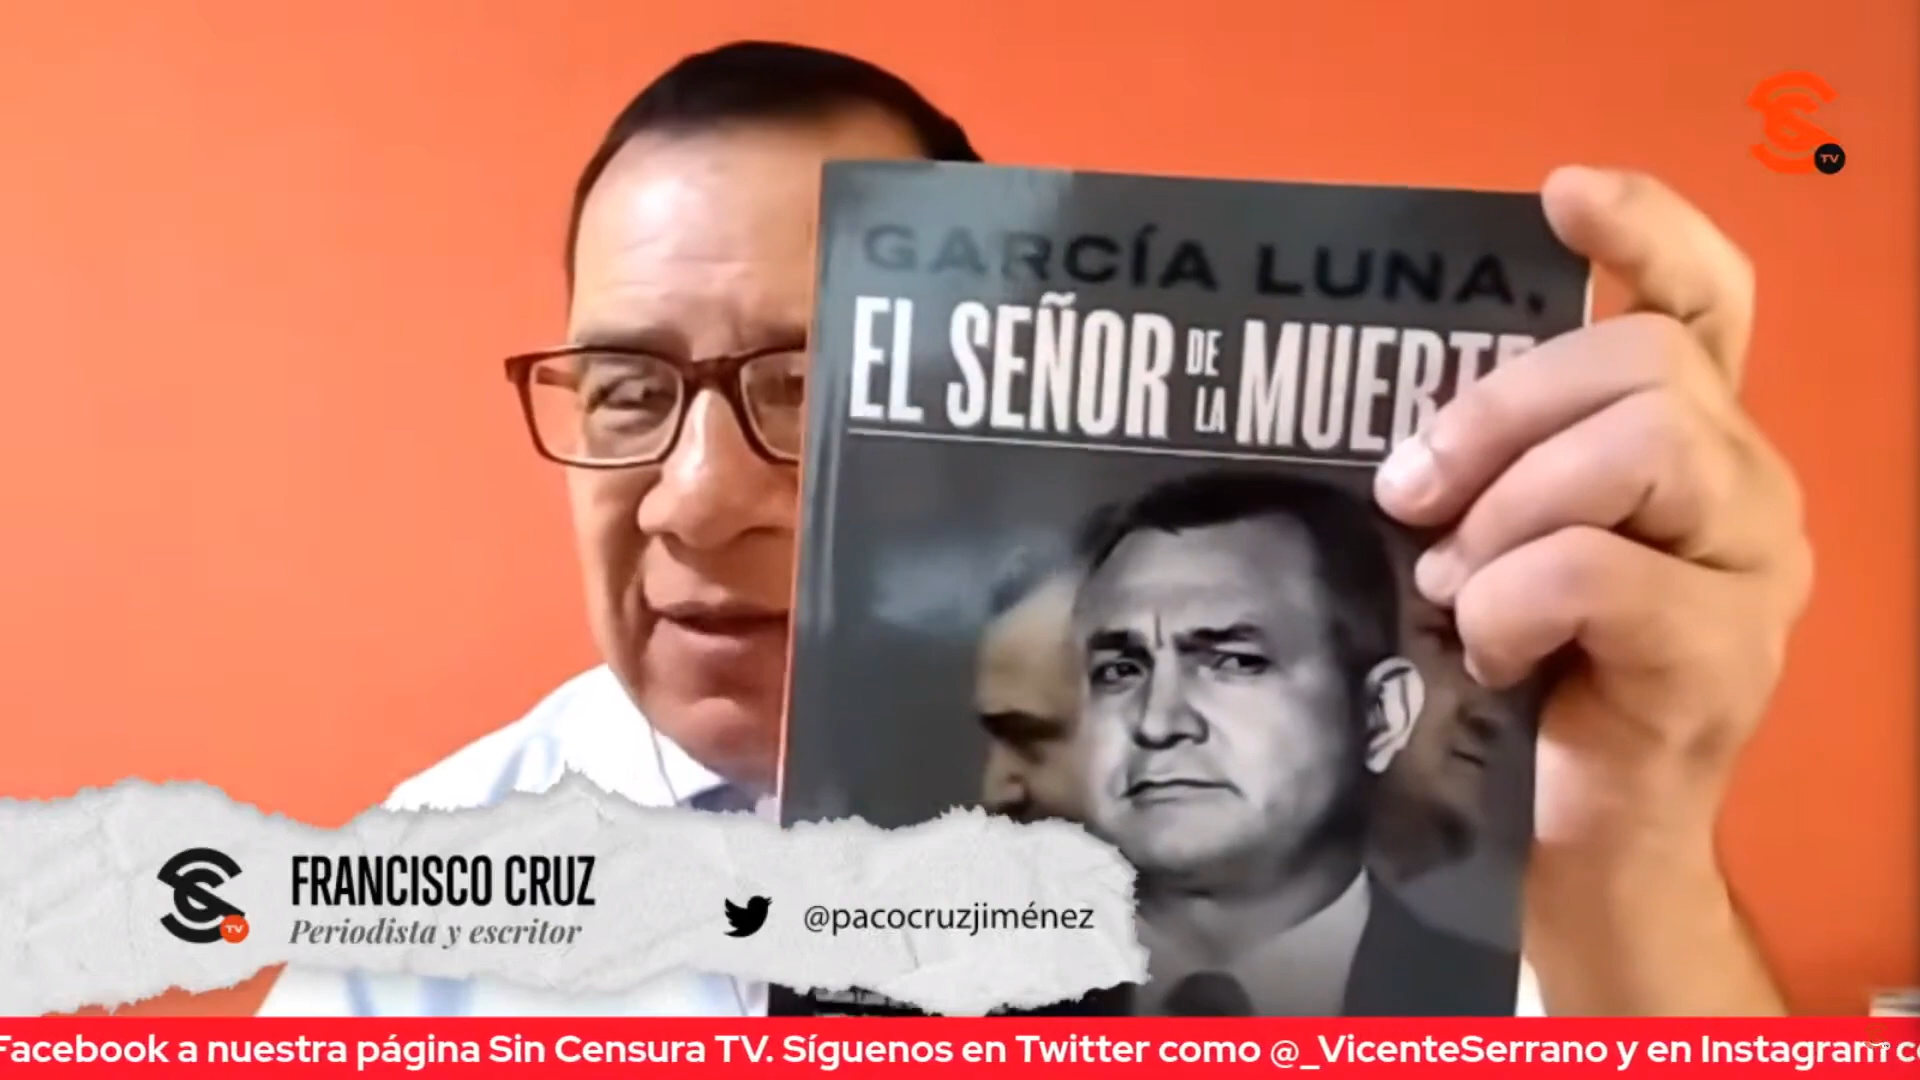 TV
GARCÍA LUNA,
EL SEÑOR DE LA MUERTE
TV
FRANCISCO CRUZ
Periodista y escritor
@pacocruzjiménez
Facebook a nuestra página Sin Censura TV. Síguenos en Twitter como @_VicenteSerrano y en Instagram